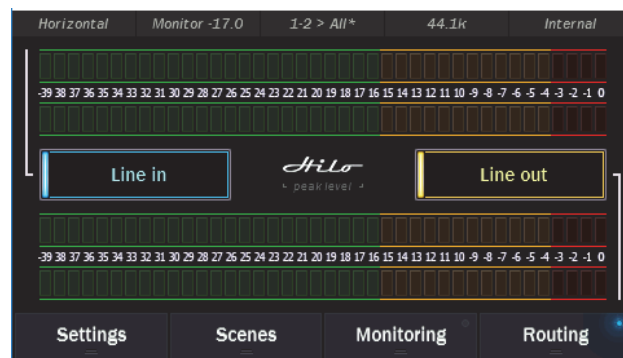 Horizontal Monitor -17.0 1-2 > All* 44.1k Internal
-39 38 37 36 35 34 33 32 31 30 29 28 27 26 25 24 23 22 21 20 19 18 17 16 15 14 13 12 11 10 -9 -8 -7 -6 -5 -4 -3 -2 -1 0
Line in Hilo Line out
peak level
-39 38 37 36 35 34 33 32 31 30 29 28 27 26 25 24 23 22 21 20 19 18 17 16 15 14 13 12 11 10 -9 -8 -7 -6 -5 -4 -3 -2 -1 0
Settings Scenes Monitoring Routing